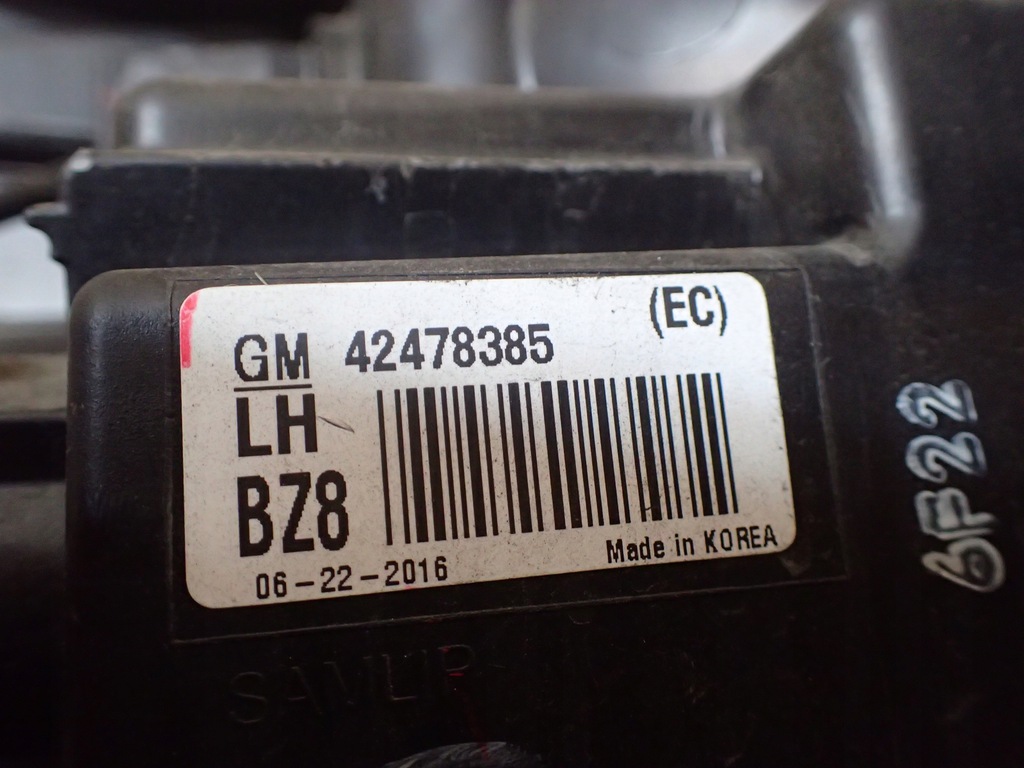 (EC)
GM 42478385
LH
BZ8
06-22-2016
Made in KOREA
6F22